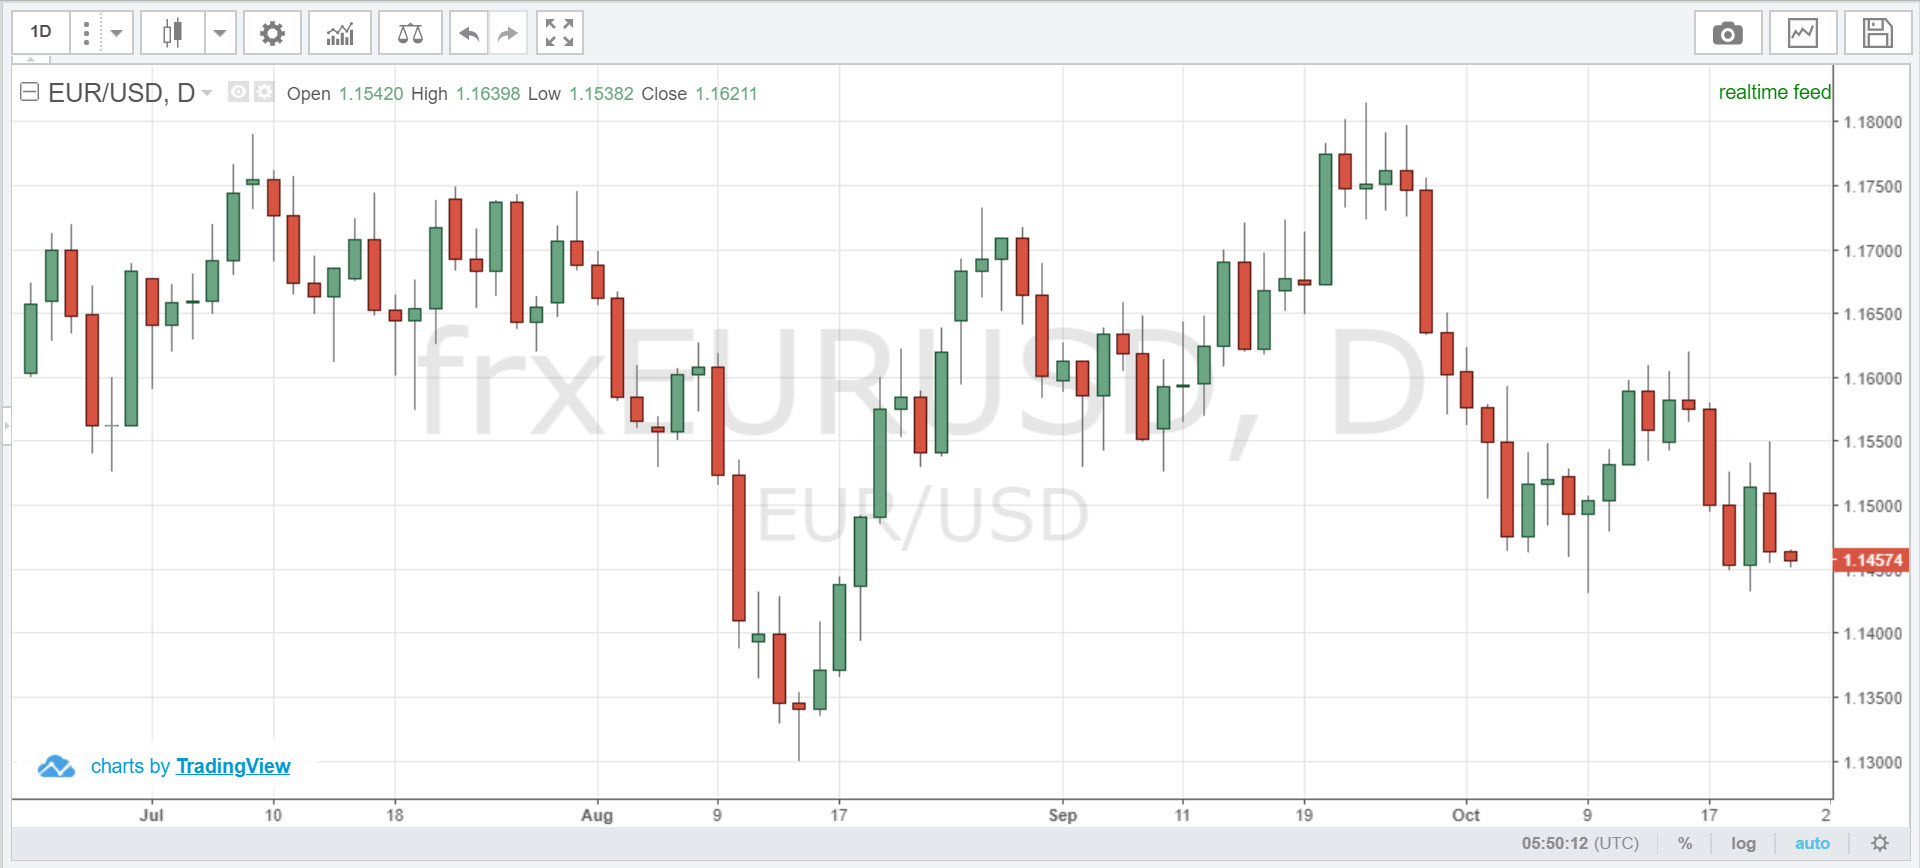 1D
EUR/USD, D Open 1.15420 High 1.16398 Low 1.15382 Close 1.16211
realtime feed
1.18000
1.17500
1.17000
1.16500
1.16000
1.15500
1.15000
1.14574
1.14000
1.13500
1.13000
frxEURUSD, D
EUR/USD
charts by TradingView
Jul 10 18 Aug 9 17 Sep 11 19 Oct 9 17 2
05:50:12 (UTC) % log auto